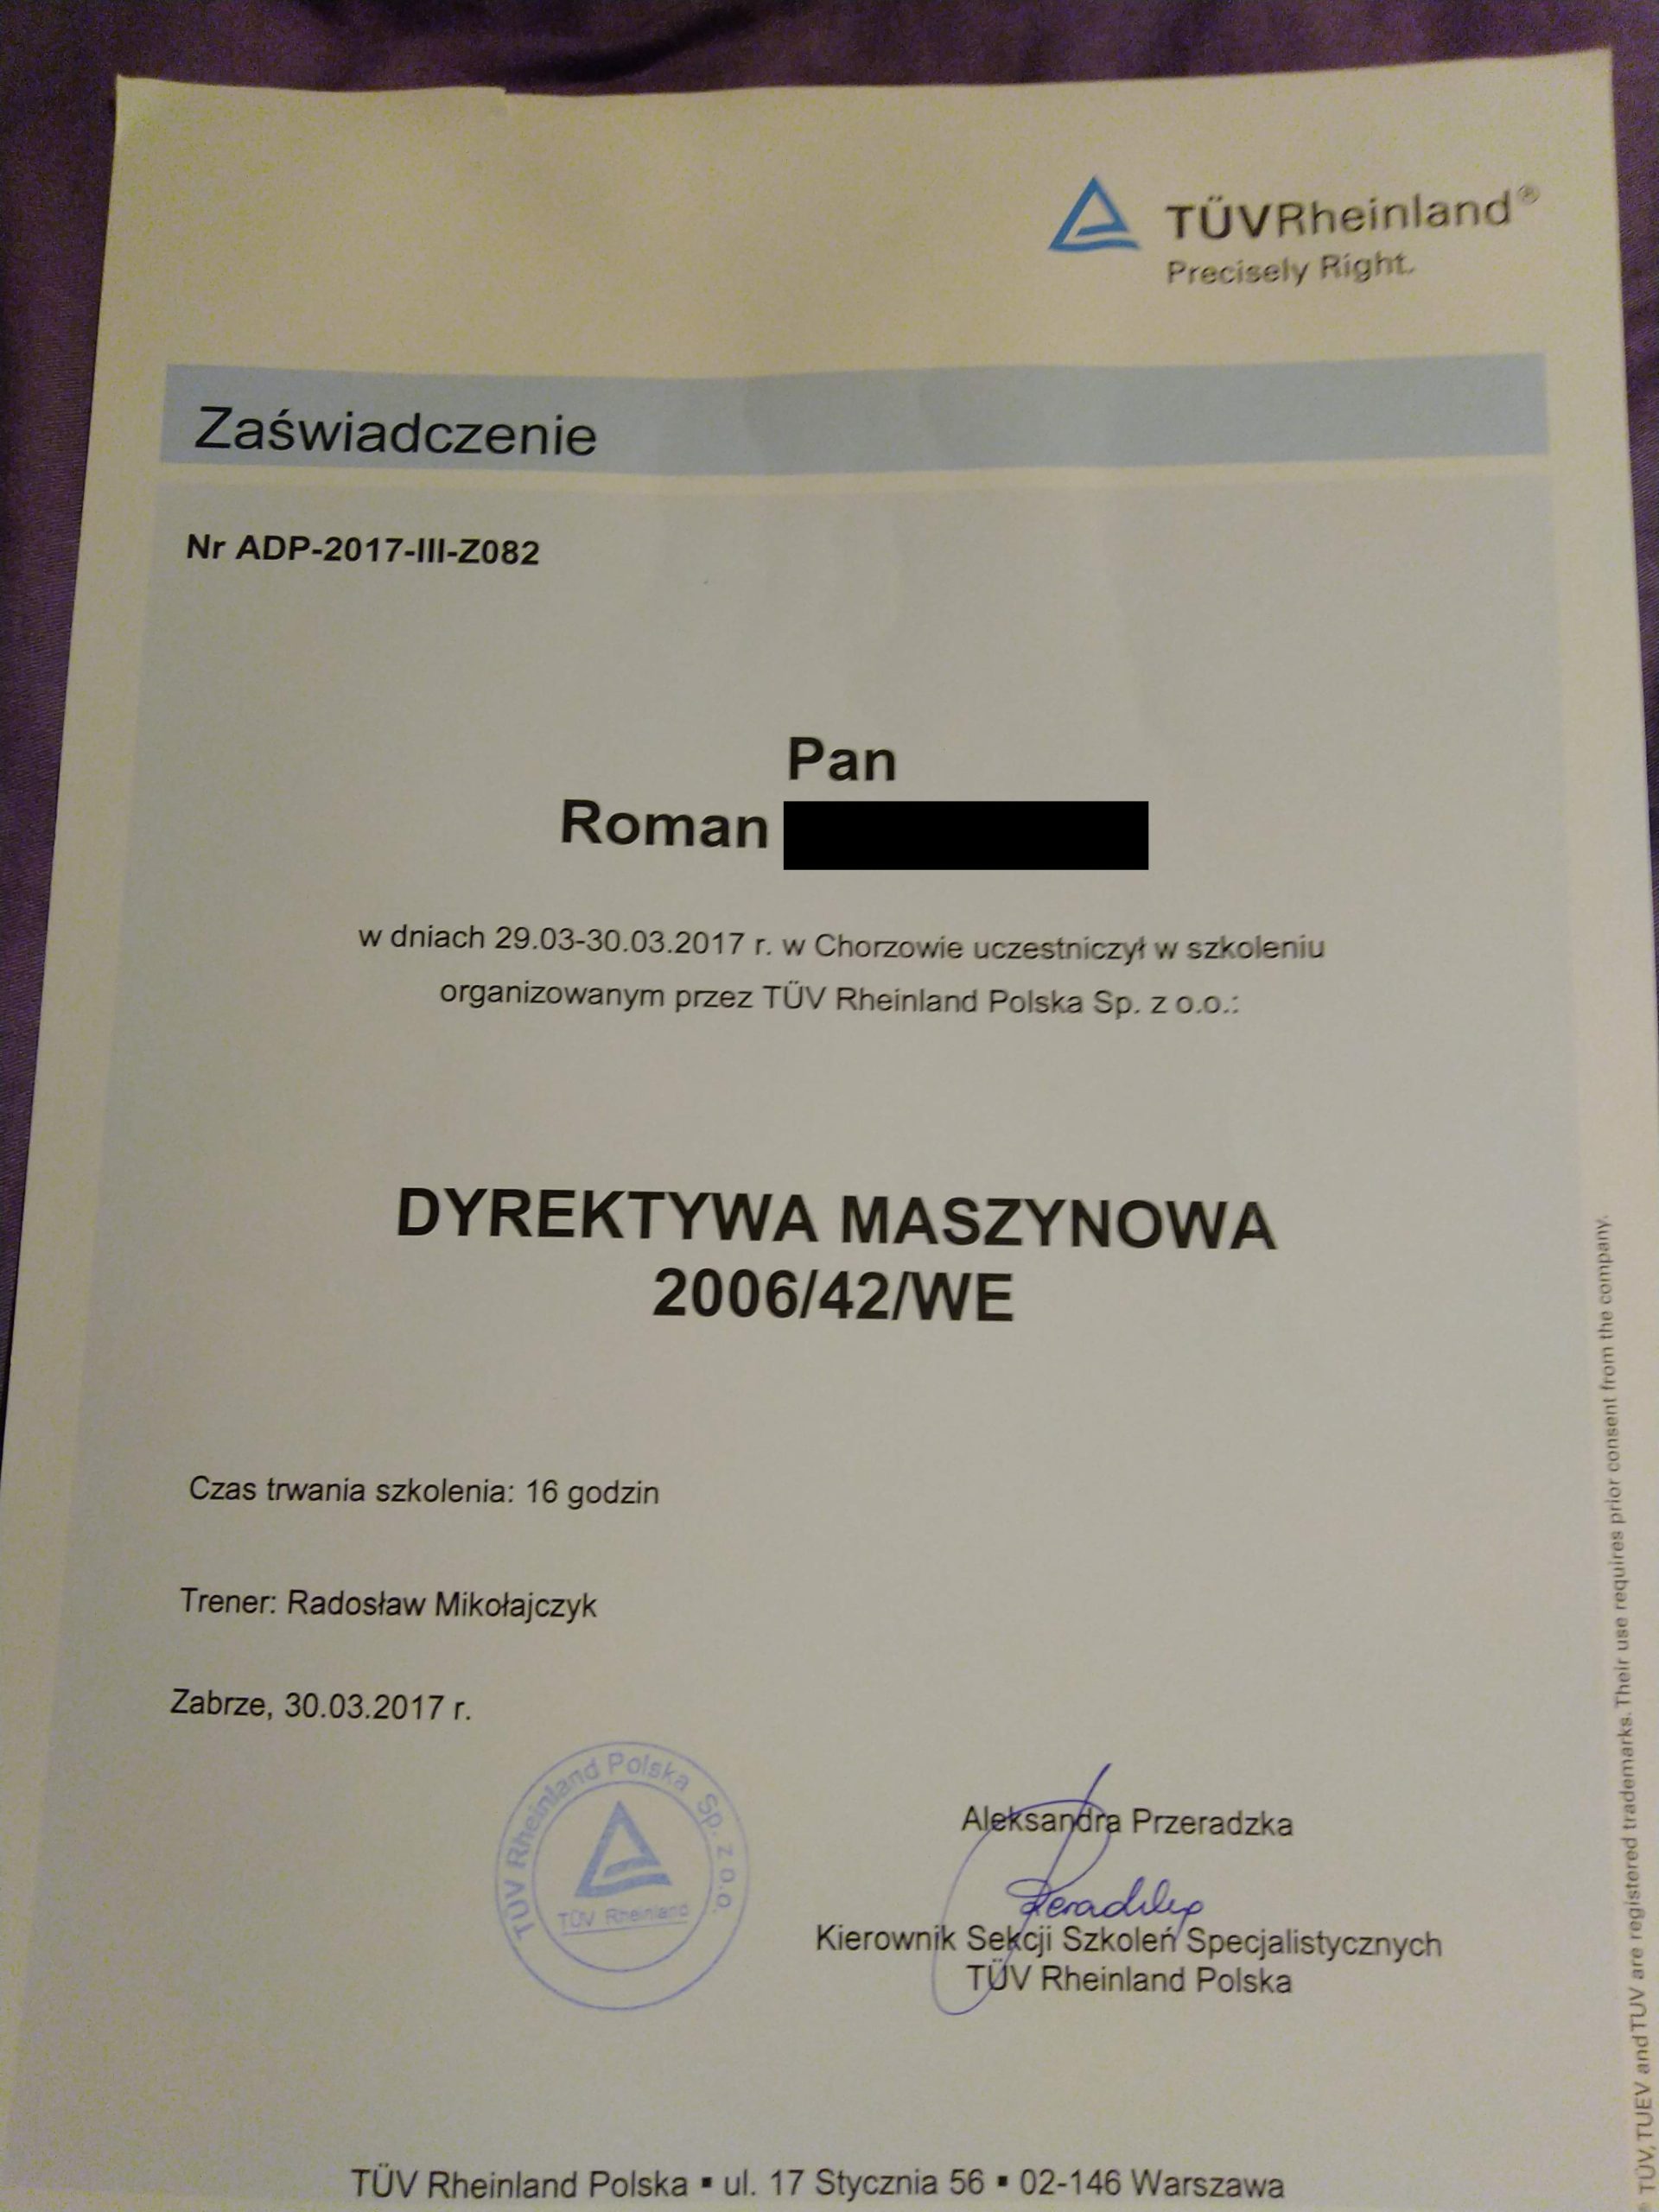 TÜVRheinland®
Precisely Right.
Zaświadczenie
Nr ADP-2017-III-Z082
Pan
Roman
w dniach 29.03-30.03.2017 r. w Chorzowie uczestniczył w szkoleniu
organizowanym przez TÜV Rheinland Polska Sp. z o.o.:
DYREKTYWA MASZYNOWA
2006/42/WE
Czas trwania szkolenia: 16 godzin
Trener: Radosław Mikołajczyk
Zabrze, 30.03.2017 r.
TÜV Rheinland Polska Sp. z o.o.
TÜV Rheinland
Aleksandra Przeradzka
Kierownik Sekcji Szkoleń Specjalistycznych
TÜV Rheinland Polska
TÜV Rheinland Polska ▪ ul. 17 Stycznia 56 ▪ 02-146 Warszawa
® TÜV, TUEV and TUV are registered trademarks. Their use requires prior consent from the company.